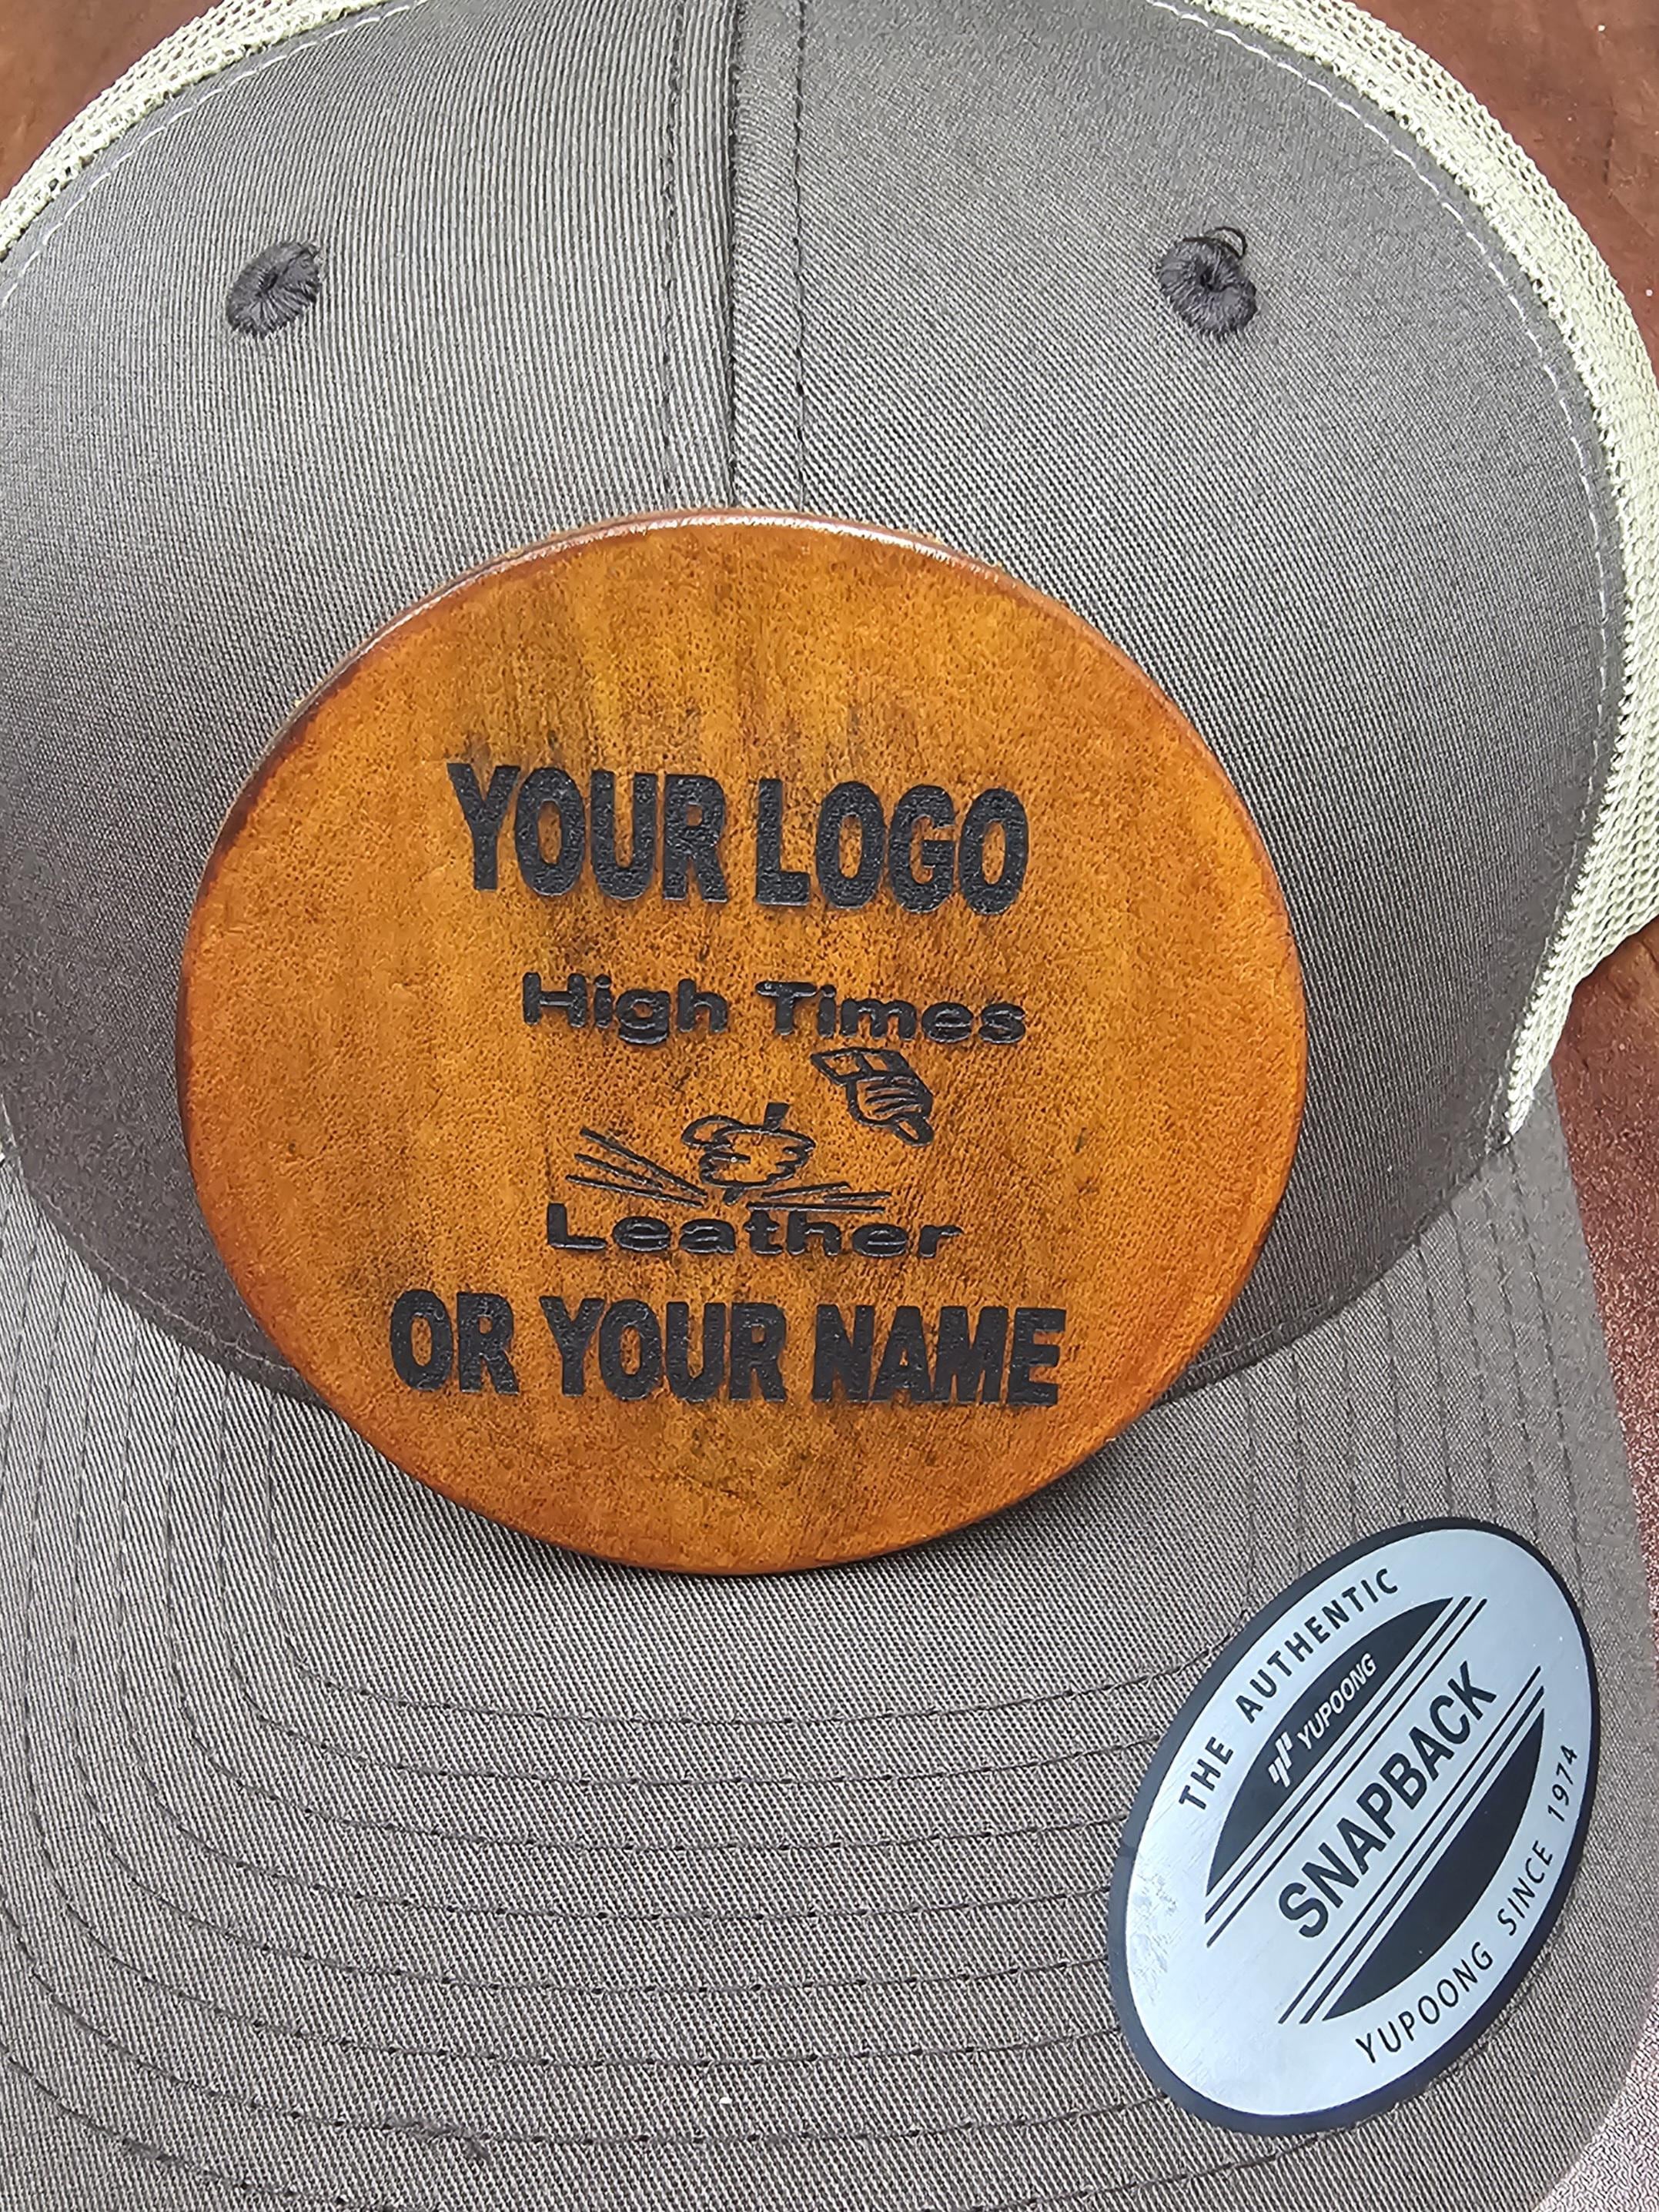 YOUR LOGO
High Times
Leather
OR YOUR NAME
THE AUTHENTIC
YUPOONG
SNAPBACK
YUPOONG SINCE 1974